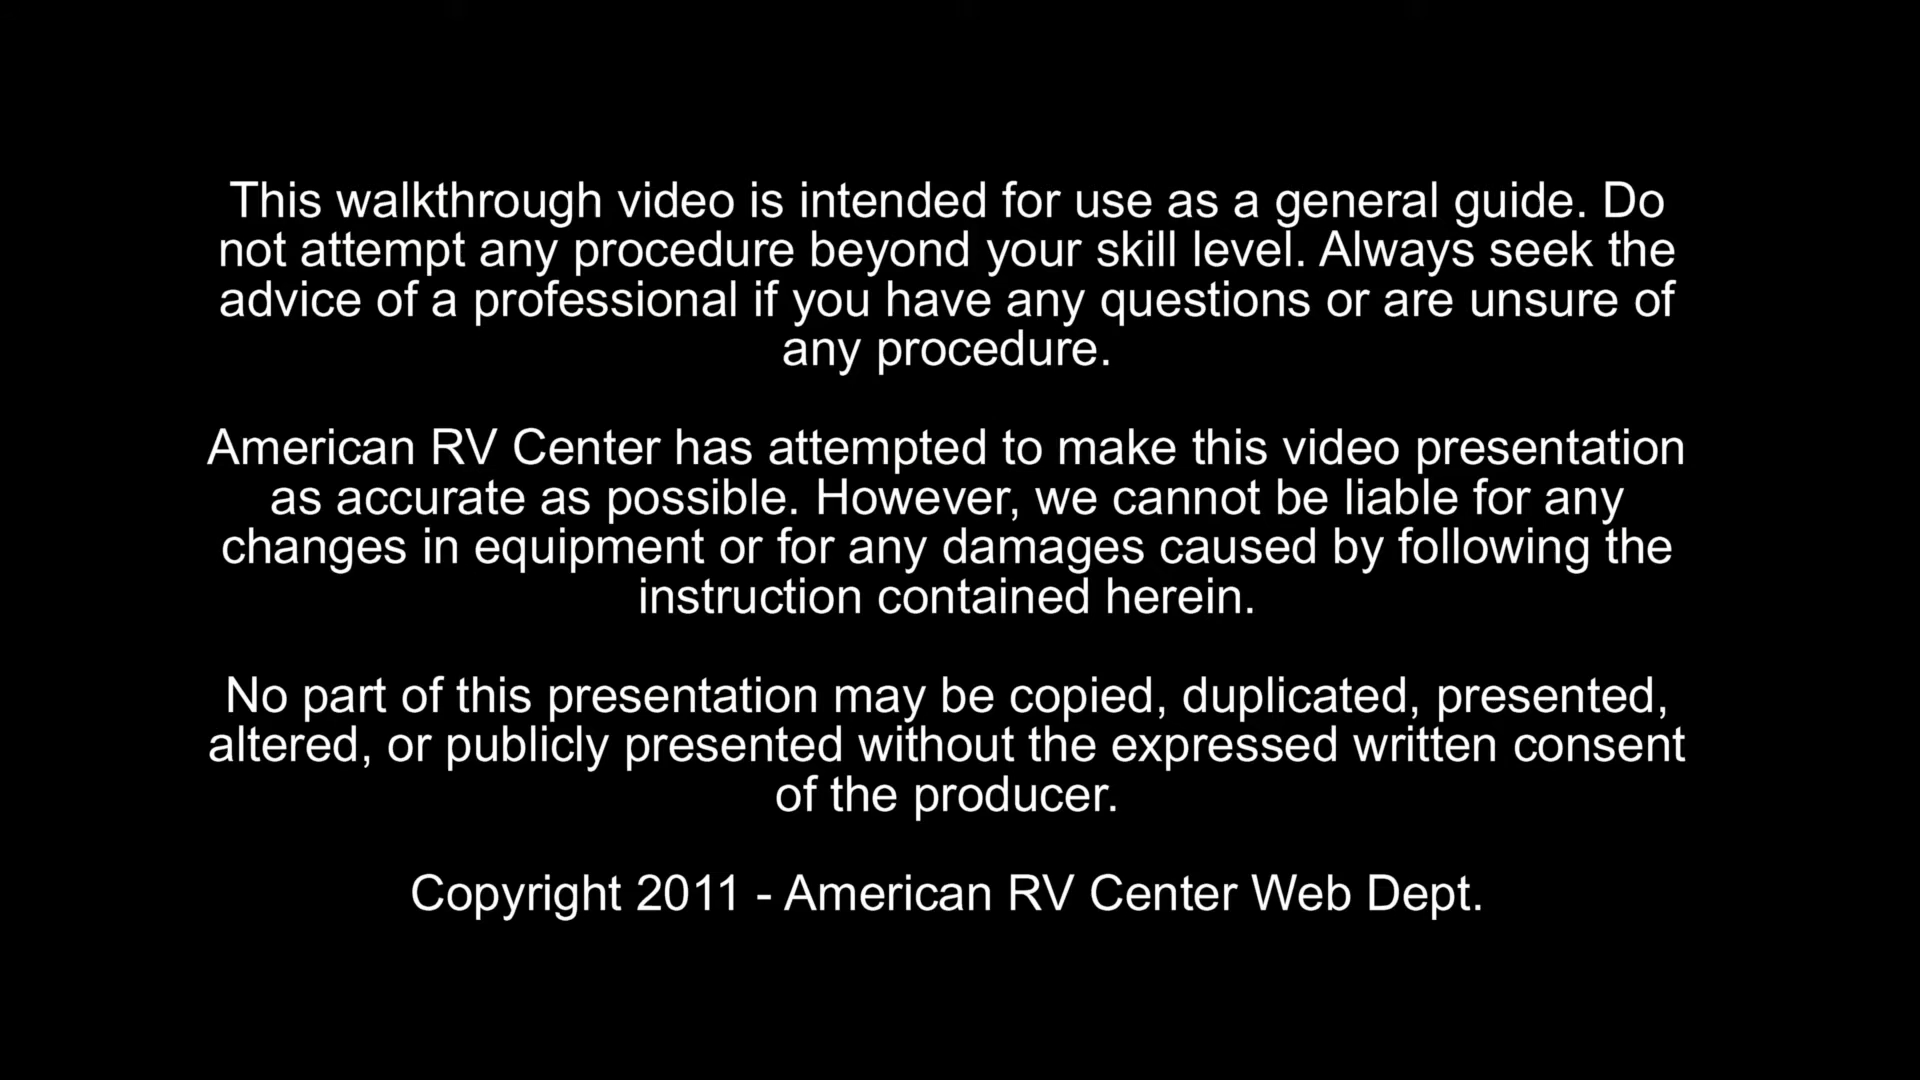 This walkthrough video is intended for use as a general guide. Do
not attempt any procedure beyond your skill level. Always seek the
advice of a professional if you have any questions or are unsure of
any procedure.
American RV Center has attempted to make this video presentation
as accurate as possible. However, we cannot be liable for any
changes in equipment or for any damages caused by following the
instruction contained herein.
No part of this presentation may be copied, duplicated, presented,
altered, or publicly presented without the expressed written consent
of the producer.
Copyright 2011 - American RV Center Web Dept.